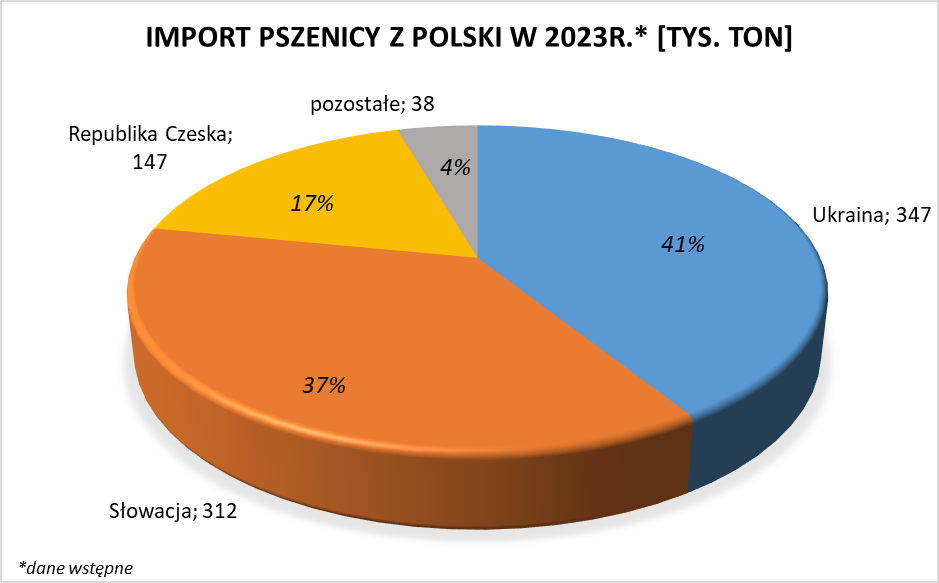 IMPORT PSZENICY Z POLSKI W 2023R.* [TYS. TON]
pozostałe; 38
Republika Czeska;
147
4%
17%
Ukraina; 347
41%
37%
Słowacja; 312
*dane wstępne